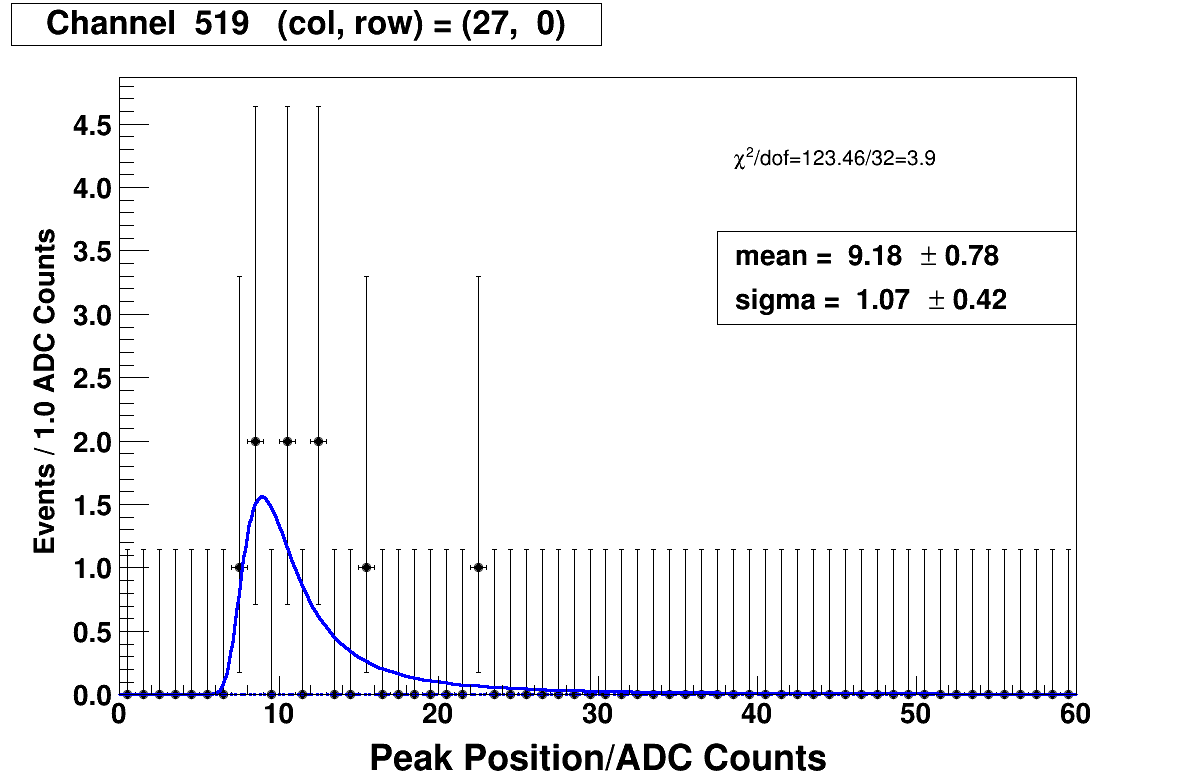 Channel 519 (col, row) = (27, 0)
χ²/dof=123.46/32=3.9
mean = 9.18 ± 0.78
sigma = 1.07 ± 0.42
Events / 1.0 ADC Counts
4.5
4.0
3.5
3.0
2.5
2.0
1.5
1.0
0.5
0.0
0 10 20 30 40 50 60
Peak Position/ADC Counts